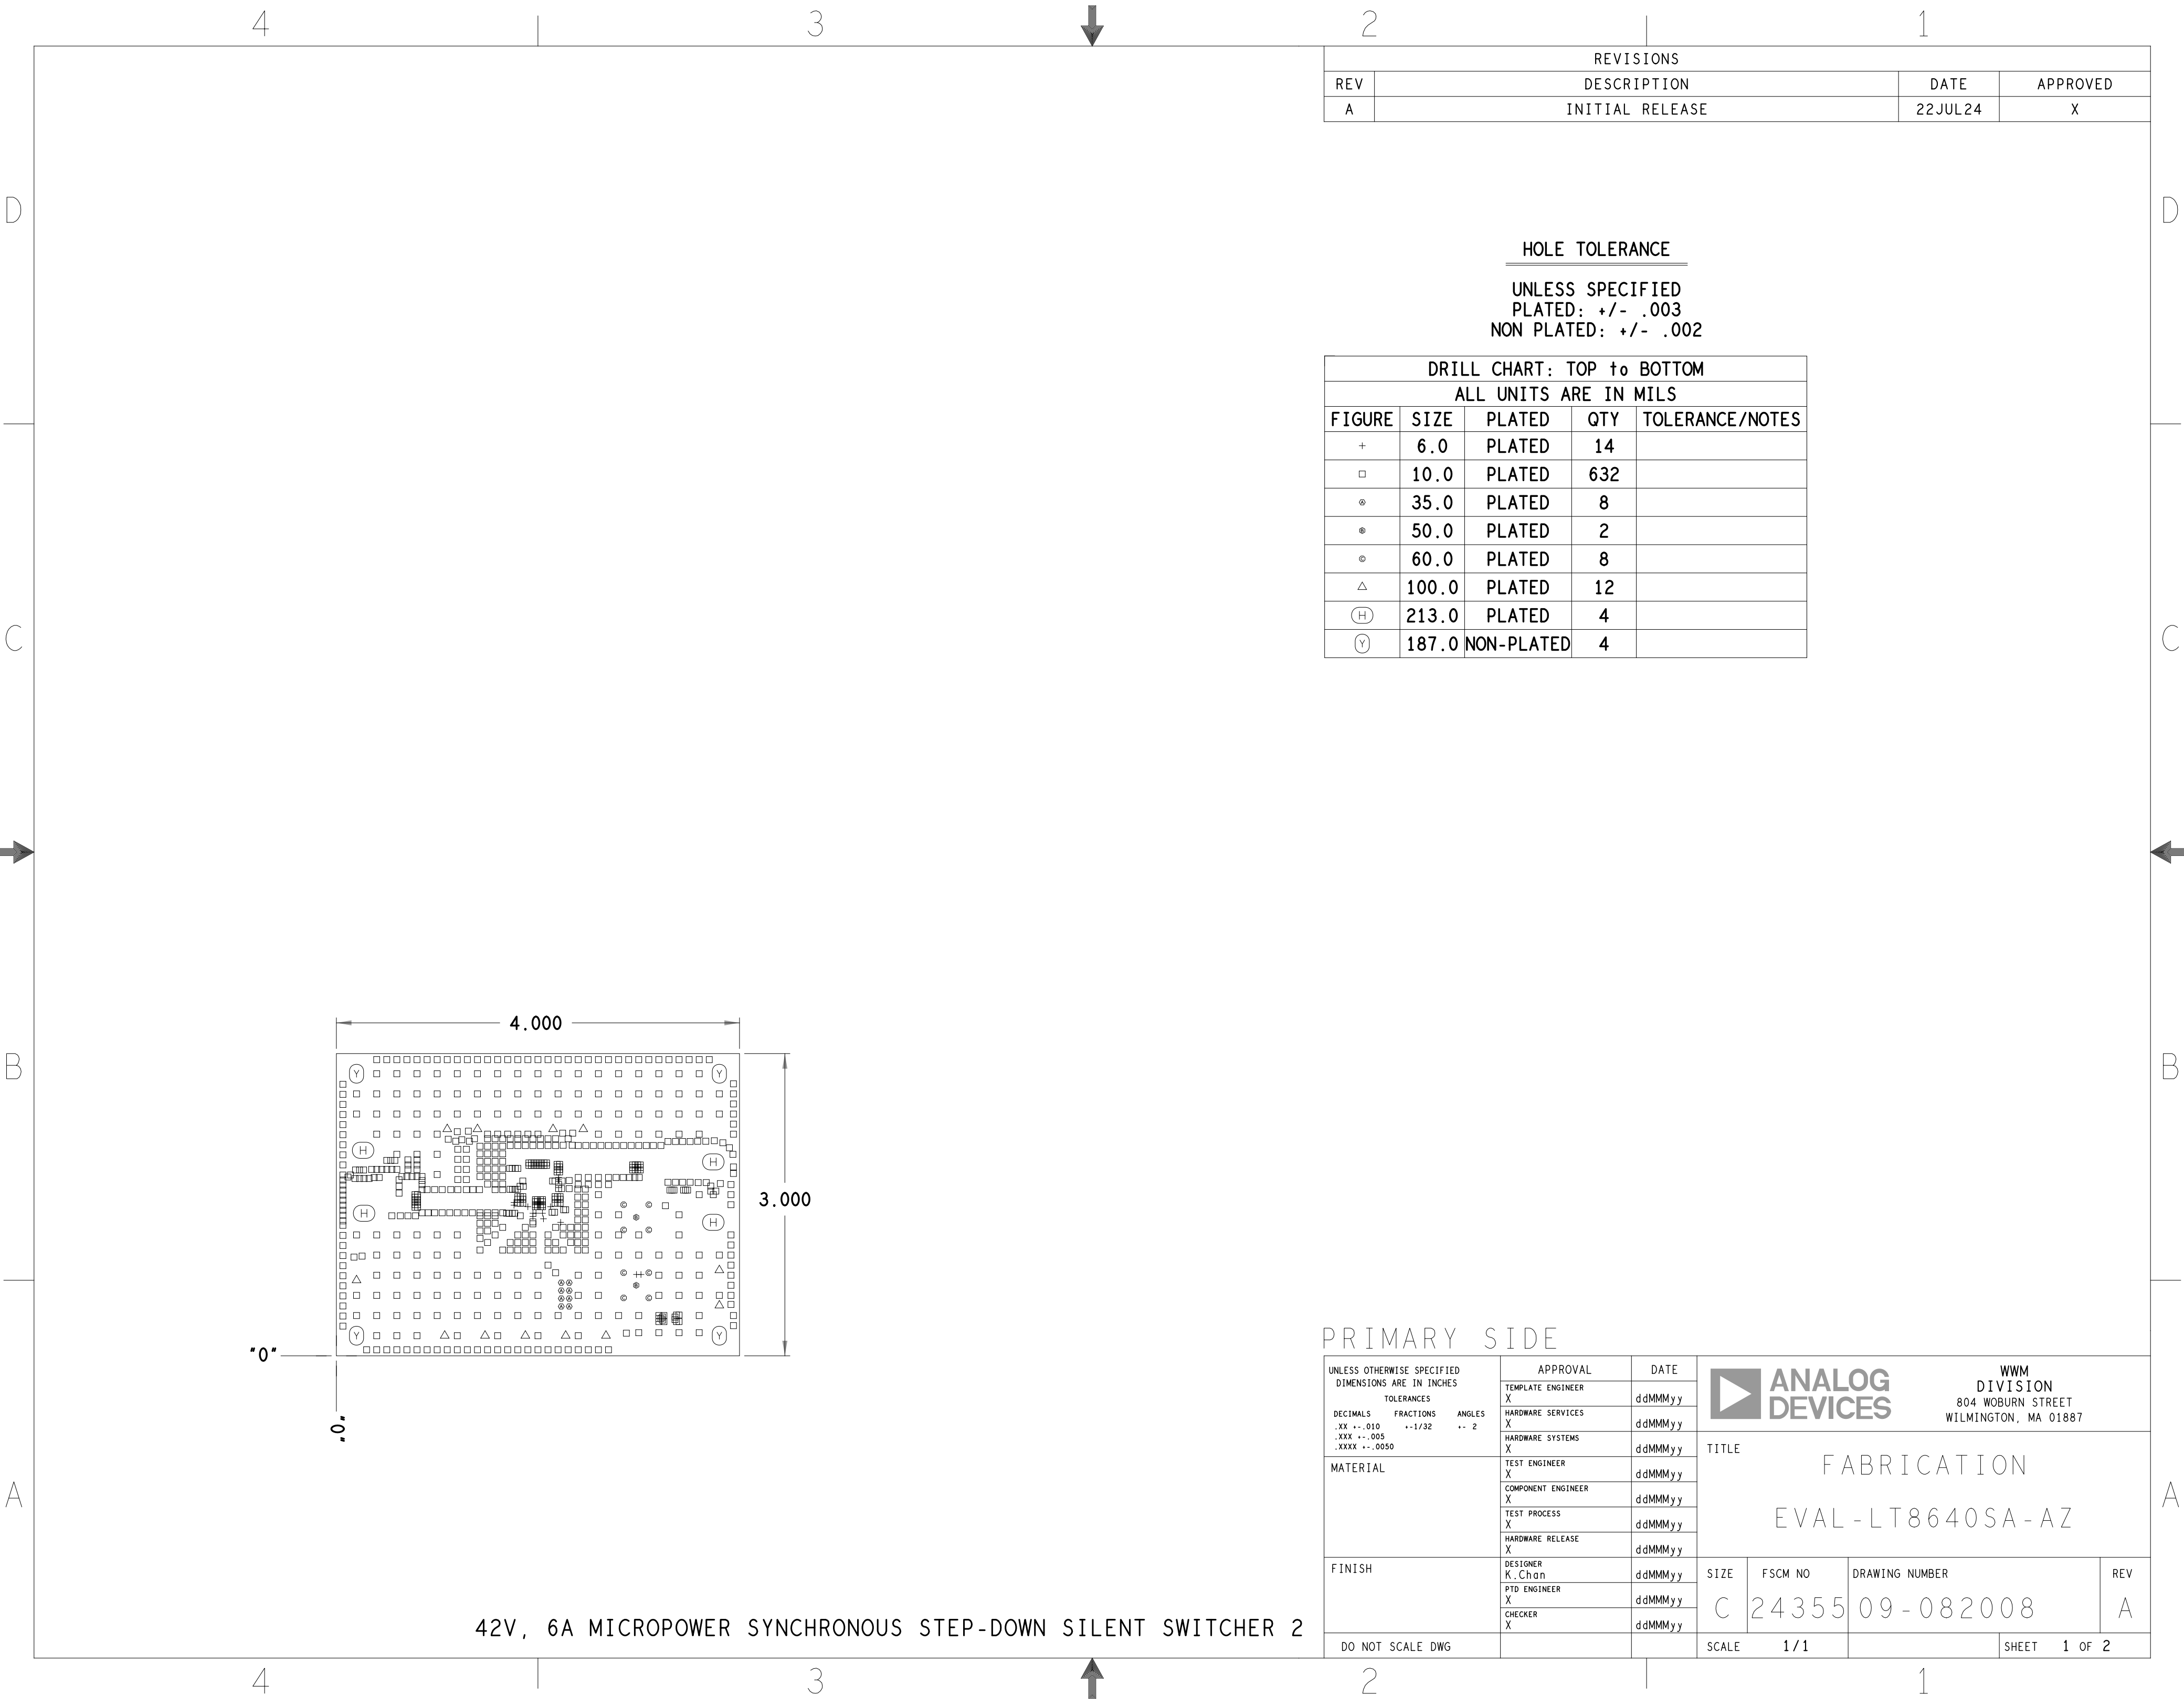 4 3 2 1
REVISIONS
REV DESCRIPTION DATE APPROVED
A INITIAL RELEASE 22JUL24 X
D D
HOLE TOLERANCE
UNLESS SPECIFIED
PLATED: +/- .003
NON PLATED: +/- .002
DRILL CHART: TOP to BOTTOM
ALL UNITS ARE IN MILS
FIGURE SIZE PLATED QTY TOLERANCE/NOTES
+ 6.0 PLATED 14
10.0 PLATED 632
35.0 PLATED 8
50.0 PLATED 2
C 60.0 PLATED 8
100.0 PLATED 12
H 213.0 PLATED 4
Y 187.0 NON-PLATED 4
C C
4.000
B B
Y Y
H H
3.000
H H
Y Y
"0"
"0"
PRIMARY SIDE
UNLESS OTHERWISE SPECIFIED
DIMENSIONS ARE IN INCHES
TOLERANCES
DECIMALS FRACTIONS ANGLES
.XX +-.010 +-1/32 +- 2
.XXX +-.005
.XXXX +-.0050
MATERIAL
FINISH
DO NOT SCALE DWG
APPROVAL DATE
TEMPLATE ENGINEER
X ddMMMyy
HARDWARE SERVICES
X ddMMMyy
HARDWARE SYSTEMS
X ddMMMyy
TEST ENGINEER
X ddMMMyy
COMPONENT ENGINEER
X ddMMMyy
TEST PROCESS
X ddMMMyy
HARDWARE RELEASE
X ddMMMyy
DESIGNER
K.Chan ddMMMyy
PTD ENGINEER
X ddMMMyy
CHECKER
X ddMMMyy
ANALOG
DEVICES
WWM
DIVISION
804 WOBURN STREET
WILMINGTON, MA 01887
TITLE
FABRICATION
EVAL-LT8640SA-AZ
SIZE FSCM NO DRAWING NUMBER REV
C 24355 09-082008 A
SCALE 1/1 SHEET 1 OF 2
A A
42V, 6A MICROPOWER SYNCHRONOUS STEP-DOWN SILENT SWITCHER 2
4 3 2 1